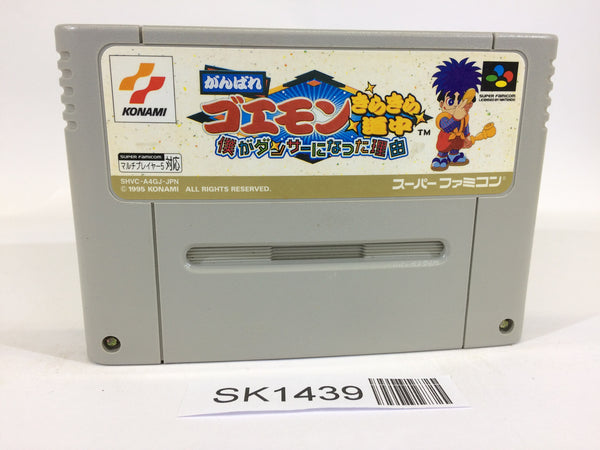 KONAMI
がんばれ
ゴエモン
きらきら道中™
僕がダンサーになった理由
SUPER FAMICOM
LICENSED BY NINTENDO
SUPER FAMICOM
マルチプレイヤー5対応
SHVC-A4GJ-JPN
© 1995 KONAMI ALL RIGHTS RESERVED.
スーパーファミコン
SK1439